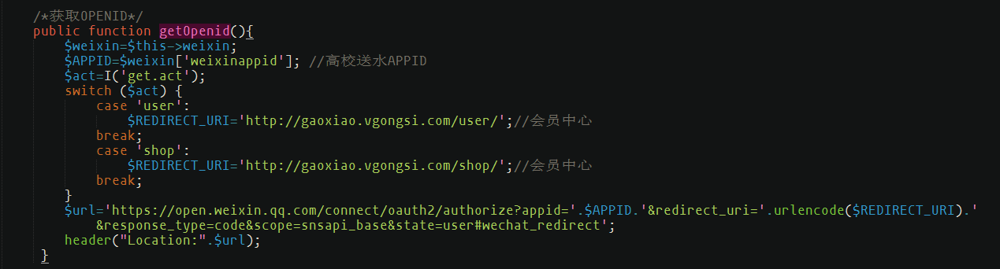 /*获取OPENID*/
public function getOpenid(){
$weixin=$this->weixin;
$APPID=$weixin['weixinappid']; //高校送水APPID
$act=I('get.act');
switch ($act) {
case 'user':
$REDIRECT_URI='http://gaoxiao.vgongsi.com/user/';//会员中心
break;
case 'shop':
$REDIRECT_URI='http://gaoxiao.vgongsi.com/shop/';//会员中心
break;
}
$url='https://open.weixin.qq.com/connect/oauth2/authorize?appid='.$APPID.'&redirect_uri='.urlencode($REDIRECT_URI).'
&response_type=code&scope=snsapi_base&state=user#wechat_redirect';
header("Location:".$url);
}